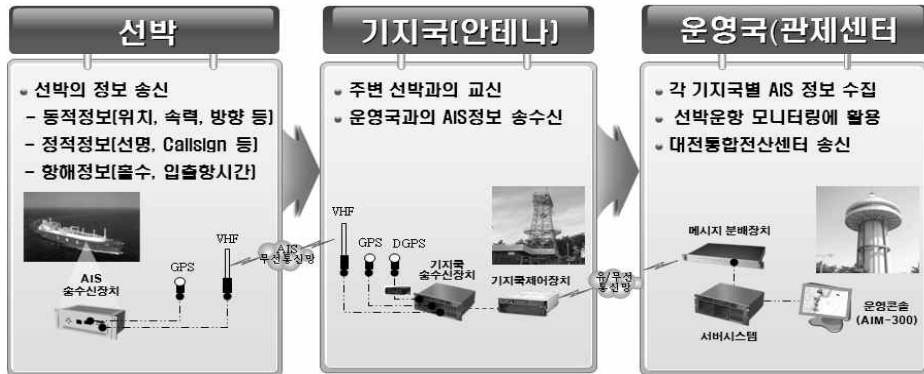 선박
• 선박의 정보 송신
- 동적정보(위치, 속력, 방향 등)
- 정적정보(선명, Callsign 등)
- 항해정보(흘수, 입출항시간)
VHF
GPS
AIS
송수신장치
AIS
무선통신망
기지국(안테나)
• 주변 선박과의 교신
• 운영국과의 AIS정보 송수신
VHF
GPS
DGPS
기지국
송수신장치
기지국제어장치
유/무선
통신망
운영국(관제센터
• 각 기지국별 AIS 정보 수집
• 선박운항 모니터링에 활용
• 대전통합전산센터 송신
메시지 분배장치
서버시스템
운영콘솔
(AIM-300)